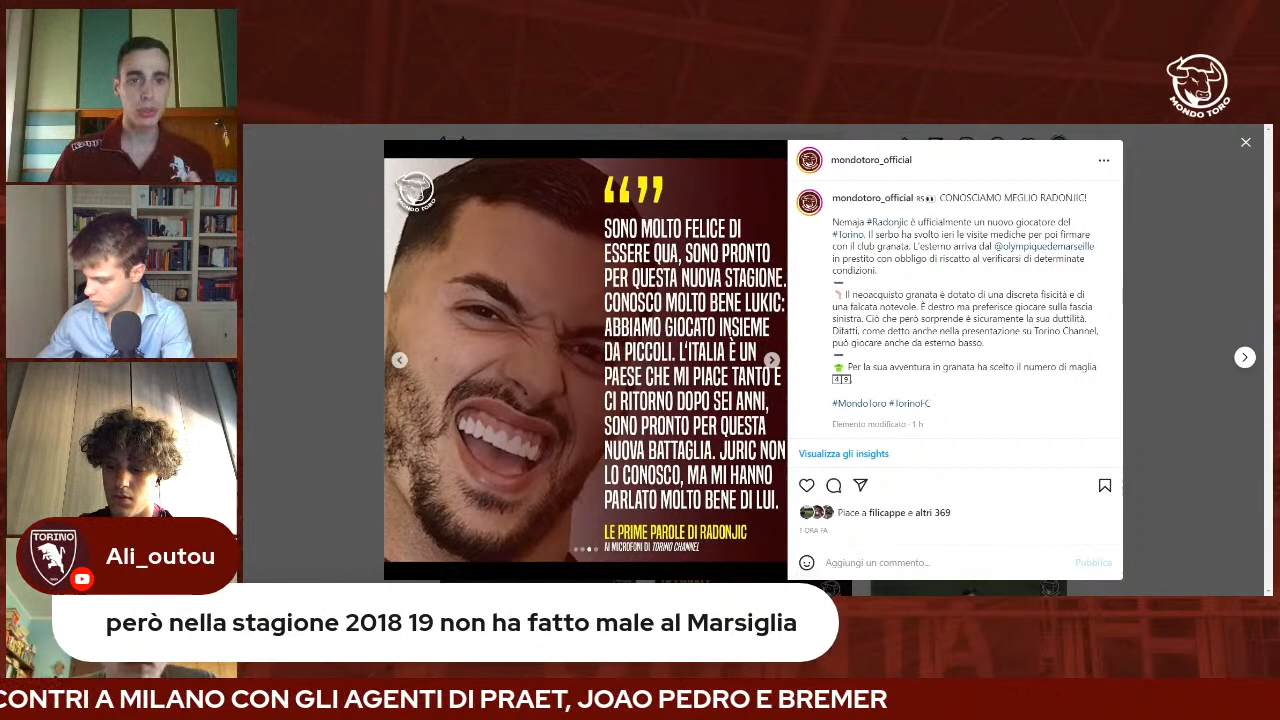 MONDO TORO
mondotoro_official
mondotoro_official RS👀 CONOSCIAMO MEGLIO RADONJIC!
Nemaja #Radonjic è ufficialmente un nuovo giocatore del
#Torino. Il serbo ha svolto ieri le visite mediche per poi firmare
con il club granata. L'esterno arriva dal @olympiquedemarseille
in prestito con obbligo di riscatto al verificarsi di determinate
condizioni.
Il neoacquisto granata è dotato di una discreta fisicità e di
una falcata notevole. È destro ma preferisce giocare sulla fascia
sinistra. Ciò che però sorprende è sicuramente la sua duttilità.
Difatti, come detto anche nella presentazione su Torino Channel,
può giocare anche da esterno basso.
Per la sua avventura in granata ha scelto il numero di maglia
4 9.
#MondoToro #TorinoFC
Elemento modificato · 1 h
Visualizza gli insights
Piace a filicappe e altri 369
1 ORA FA
Aggiungi un commento...
Pubblica
MONDO TORO
“
SONO MOLTO FELICE DI
ESSERE QUA, SONO PRONTO
PER QUESTA NUOVA STAGIONE.
CONOSCO MOLTO BENE LUKIC:
ABBIAMO GIOCATO INSIEME
DA PICCOLI. L'ITALIA È UN
PAESE CHE MI PIACE TANTO E
CI RITORNO DOPO SEI ANNI,
SONO PRONTO PER QUESTA
NUOVA BATTAGLIA. JURIC NON
LO CONOSCO, MA MI HANNO
PARLATO MOLTO BENE DI LUI.
LE PRIME PAROLE DI RADONJIC
AI MICROFONI DI TORINO CHANNEL
Kappa
TORINO
Ali_outou
però nella stagione 2018 19 non ha fatto male al Marsiglia
CONTRI A MILANO CON GLI AGENTI DI PRAET, JOAO PEDRO E BREMER